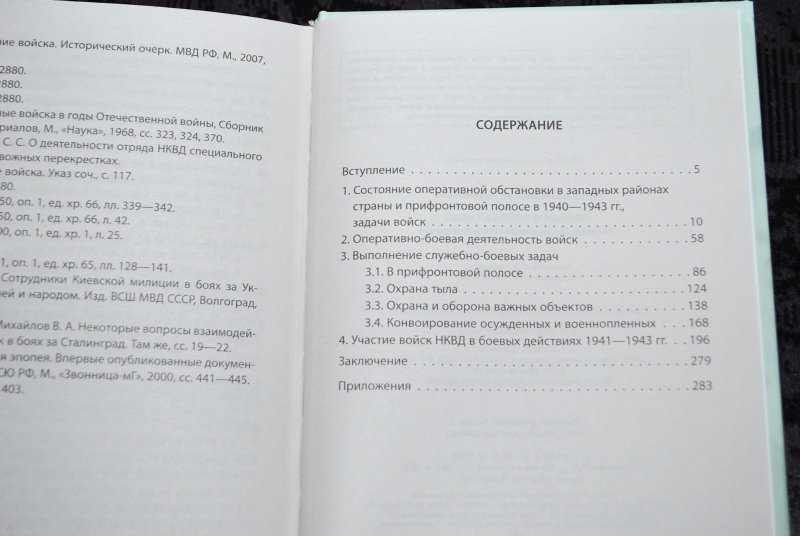 ние войска. Исторический очерк. МВД РФ, М., 2007,
2880.
2880.
2880.
ные войска в годы Отечественной войны, Сборник
ериалов, М., «Наука», 1968, сс. 323, 324, 370.
С. С. О деятельности отряда НКВД специального
евожных перекрестках.
е войска. Указ соч., с. 117.
80.
50, оп. 1, ед. хр. 66, лл. 339—342.
50, оп. 1, ед. хр. 66, л. 42.
00, оп. 1, ед. хр. 1, л. 25.
1, оп. 1, ед. хр. 65, лл. 128—141.
Сотрудники Киевской милиции в боях за Ук-
ией и народом. Изд. ВСШ МВД СССР, Волгоград,
Михайлов В. А. Некоторые вопросы взаимодей-
к в боях за Сталинград. Там же, сс. 19—22.
я эпопея. Впервые опубликованные докумен-
СЮ РФ, М., «Звонница-мГ», 2000, сс. 441—445.
403.
СОДЕРЖАНИЕ
Вступление . . . . . . . . . . 5
1. Состояние оперативной обстановки в западных районах
страны и прифронтовой полосе в 1940—1943 гг.,
задачи войск . . . . . . . . . . 10
2. Оперативно-боевая деятельность войск . . . . . . . . . . 58
3. Выполнение служебно-боевых задач
3.1. В прифронтовой полосе . . . . . . . . . . 86
3.2. Охрана тыла . . . . . . . . . . 124
3.3. Охрана и оборона важных объектов . . . . . . . . . . 138
3.4. Конвоирование осужденных и военнопленных . . . . 168
4. Участие войск НКВД в боевых действиях 1941—1943 гг. . . 196
Заключение . . . . . . . . . . 279
Приложения . . . . . . . . . . 283